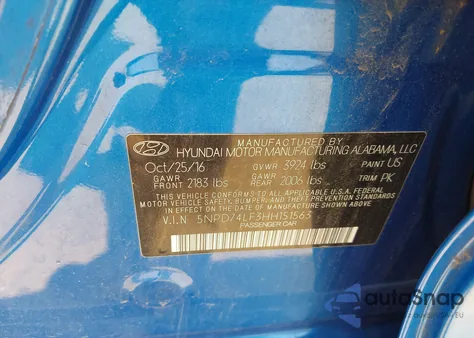 MANUFACTURED BY
HYUNDAI MOTOR MANUFACTURING ALABAMA, LLC
Oct/25/16 GVWR 3924 lbs PAINT US
GAWR FRONT 2183 lbs GAWR REAR 2006 lbs TRIM PK
THIS VEHICLE CONFORMS TO ALL APPLICABLE U.S.A. FEDERAL
MOTOR VEHICLE SAFETY, BUMPER, AND THEFT PREVENTION
STANDARDS IN EFFECT ON THE DATE OF MANUFACTURE SHOWN ABOVE.
V.I.N 5NPD74LF3HH151563
PASSENGER CAR
autoSnap